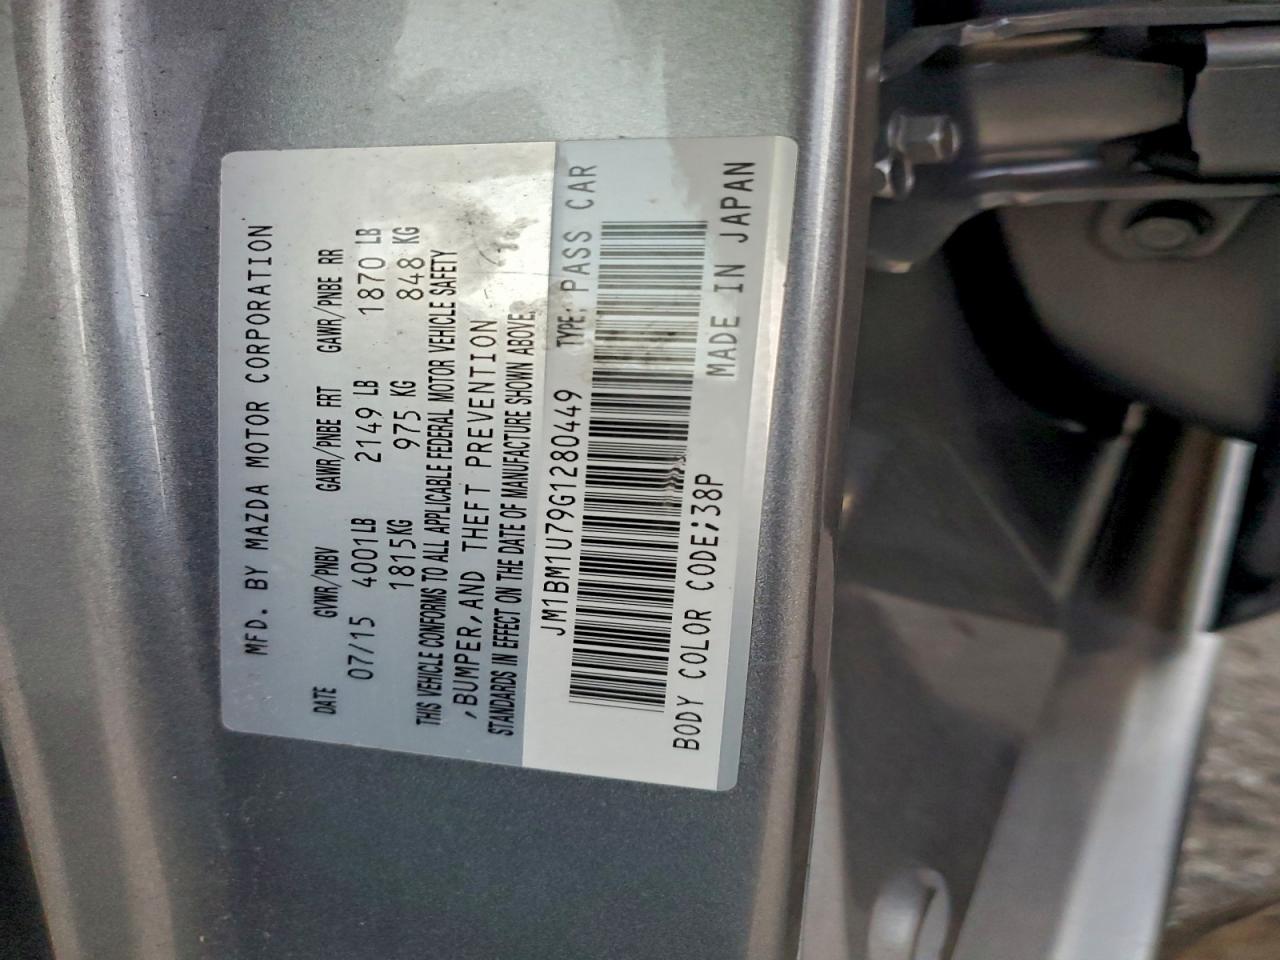 MFD. BY MAZDA MOTOR CORPORATION
DATE GVWR/PNBV GAWR/PNBE FRT GAWR/PNBE RR
07/15 4001LB 2149 LB 1870 LB
1815KG 975 KG 848 KG
THIS VEHICLE CONFORMS TO ALL APPLICABLE FEDERAL MOTOR VEHICLE SAFETY
,BUMPER,AND THEFT PREVENTION
STANDARDS IN EFFECT ON THE DATE OF MANUFACTURE SHOWN ABOVE.
JM1BM1U79G1280449 TYPE: PASS CAR
BODY COLOR CODE;38P MADE IN JAPAN